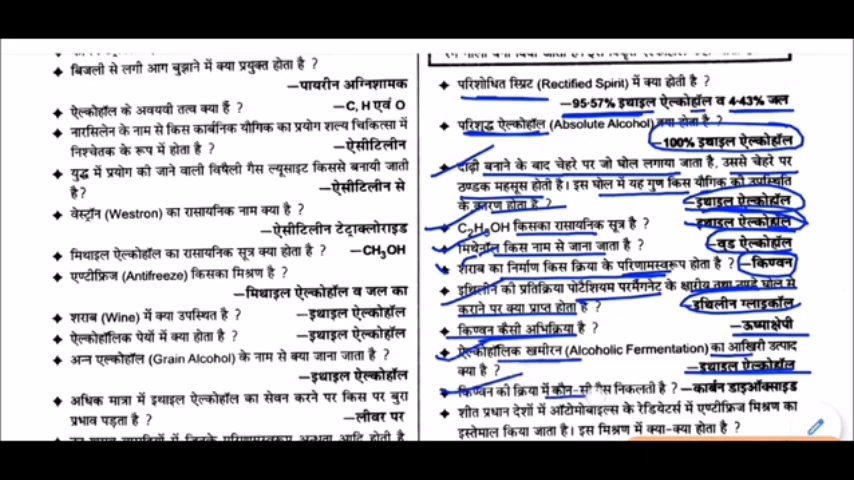 बिजली से लगी आग बुझाने में क्या प्रयुक्त होता है ?
—पायरीन अग्निशामक
ऐल्कोहॉल के अवयवी तत्व क्या हैं ? —C, H एवं O
नारसिलेन के नाम से किस कार्बनिक यौगिक का प्रयोग शल्य चिकित्सा में
निश्चेतक के रूप में होता है ? —ऐसीटिलीन
युद्ध में प्रयोग की जाने वाली विषैली गैस ल्यूसाइट किससे बनायी जाती
है? —ऐसीटिलीन से
वेस्ट्रॉन (Westron) का रासायनिक नाम क्या है ?
—ऐसीटिलीन टेट्राक्लोराइड
मिथाइल ऐल्कोहॉल का रासायनिक सूत्र क्या होता है ? —CH₃OH
एण्टीफ्रिज (Antifreeze) किसका मिश्रण है ?
—मिथाइल ऐल्कोहॉल व जल का
शराब (Wine) में क्या उपस्थित है ? —इथाइल ऐल्कोहॉल
ऐल्कोहॉलिक पेयों में क्या होता है ? —इथाइल ऐल्कोहॉल
अन्न एल्कोहॉल (Grain Alcohol) के नाम से क्या जाना जाता है ?
—इथाइल ऐल्कोहॉल
अधिक मात्रा में इथाइल ऐल्कोहॉल का सेवन करने पर किस पर बुरा
प्रभाव पड़ता है ? —लीवर पर
परिशोधित स्प्रिट (Rectified Spirit) में क्या होती है ?
—95·57% इथाइल ऐल्कोहॉल व 4·43% जल
परिशुद्ध ऐल्कोहॉल (Absolute Alcohol) क्या होता है ?
—100% इथाइल ऐल्कोहॉल
दाढ़ी बनाने के बाद चेहरे पर जो घोल लगाया जाता है, उससे चेहरे पर
ठण्डक महसूस होती है। इस घोल में यह गुण किस यौगिक की उपस्थिति
के कारण होता है ? —इथाइल ऐल्कोहॉल
C₂H₅OH किसका रासायनिक सूत्र है ? —इथाइल ऐल्कोहॉल
मिथेनॉल किस नाम से जाना जाता है ? —वुड ऐल्कोहॉल
शराब का निर्माण किस क्रिया के परिणामस्वरूप होता है ? —किण्वन
इथिलीन की प्रतिक्रिया पोटैशियम परमैंगनेट के क्षारीय तथा ठण्डे घोल से
कराने पर क्या प्राप्त होता है ? —इथिलीन ग्लाइकॉल
किण्वन कैसी अभिक्रिया है ? —ऊष्माक्षेपी
ऐल्कोहॉलिक खमीरन (Alcoholic Fermentation) का आखिरी उत्पाद
क्या है ? —इथाइल ऐल्कोहॉल
किण्वन की क्रिया में कौन-सी गैस निकलती है ? —कार्बन डाइऑक्साइड
शीत प्रधान देशों में ऑटोमोबाइल्स के रेडियेटर्स में एण्टीफ्रिज मिश्रण का
इस्तेमाल किया जाता है। इस मिश्रण में क्या-क्या होता है ?